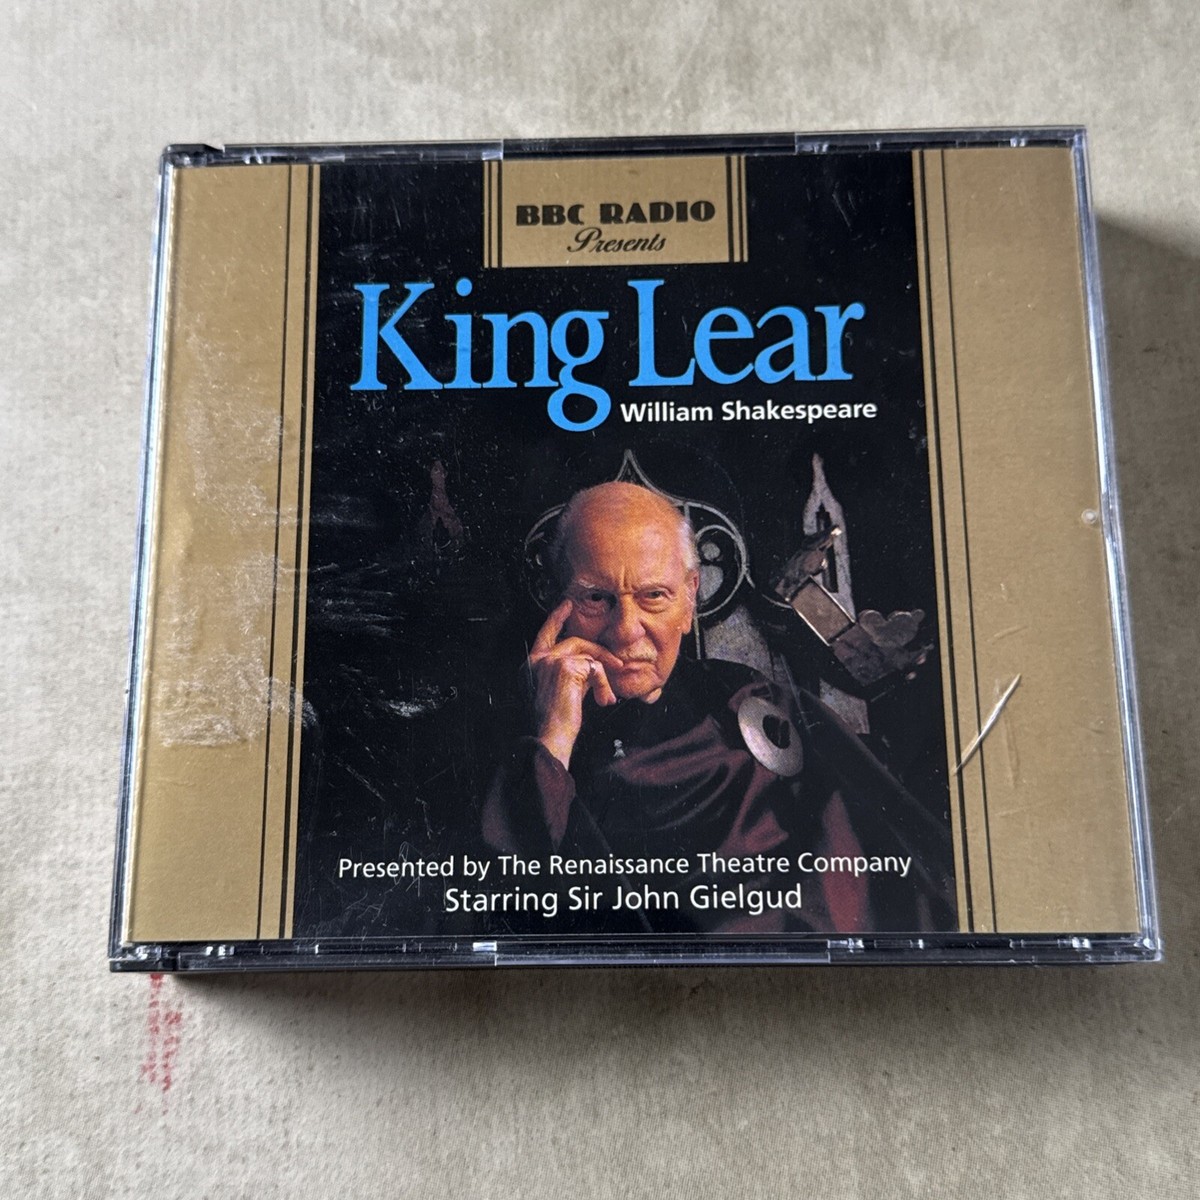 BBC RADIO
Presents
King Lear
William Shakespeare
Presented by The Renaissance Theatre Company
Starring Sir John Gielgud